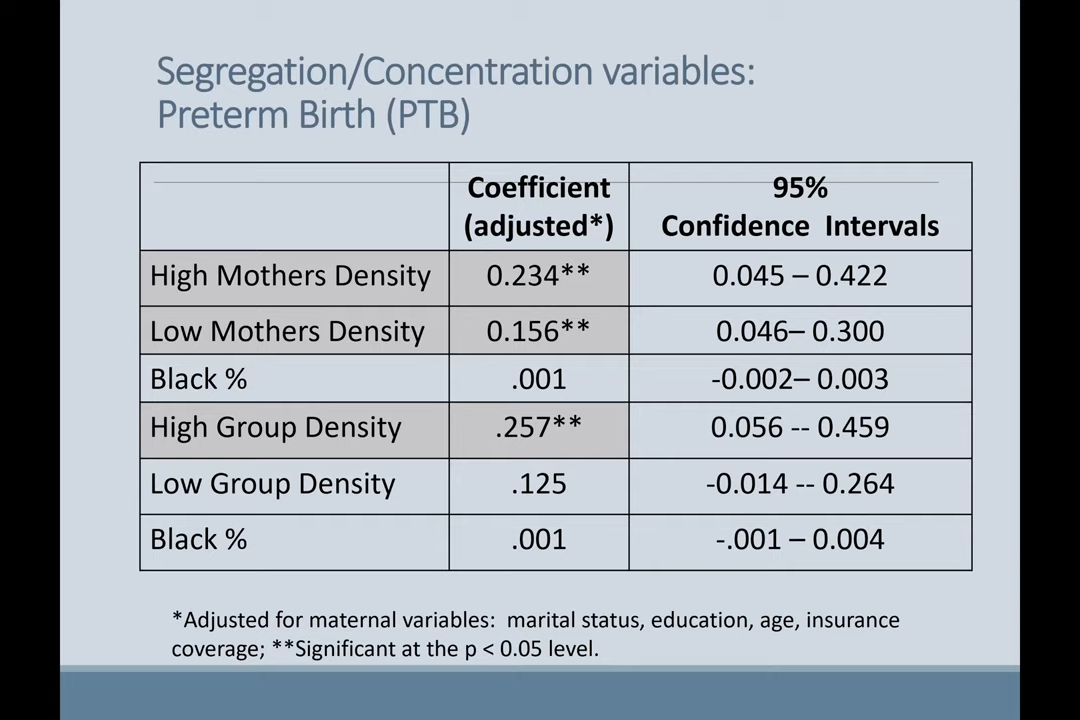 Segregation/Concentration variables:
Preterm Birth (PTB)
Coefficient 95%
(adjusted*) Confidence Intervals
High Mothers Density 0.234** 0.045 – 0.422
Low Mothers Density 0.156** 0.046– 0.300
Black % .001 -0.002– 0.003
High Group Density .257** 0.056 -- 0.459
Low Group Density .125 -0.014 -- 0.264
Black % .001 -.001 – 0.004
*Adjusted for maternal variables: marital status, education, age, insurance
coverage; **Significant at the p < 0.05 level.